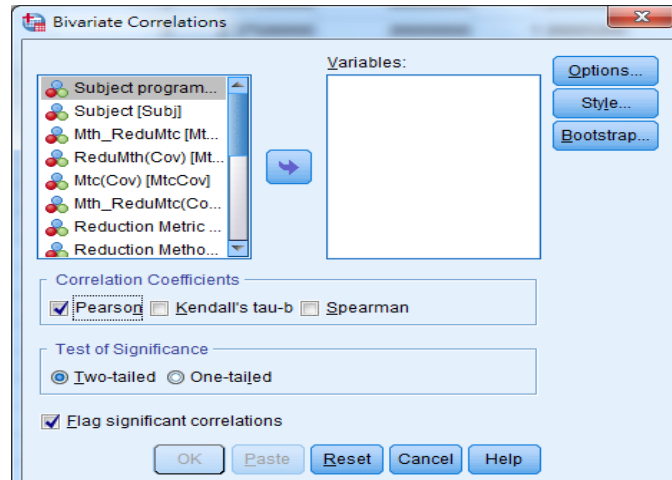 Bivariate Correlations
Variables:
Subject program...
Subject [Subj]
Mth_ReduMtc [Mt...
ReduMth(Cov) [Mt...
Mtc(Cov) [MtcCov]
Mth_ReduMtc(Co...
Reduction Metric ...
Reduction Metho...
Options...
Style...
Bootstrap...
Correlation Coefficients
Pearson Kendall's tau-b Spearman
Test of Significance
Two-tailed One-tailed
Flag significant correlations
OK Paste Reset Cancel Help